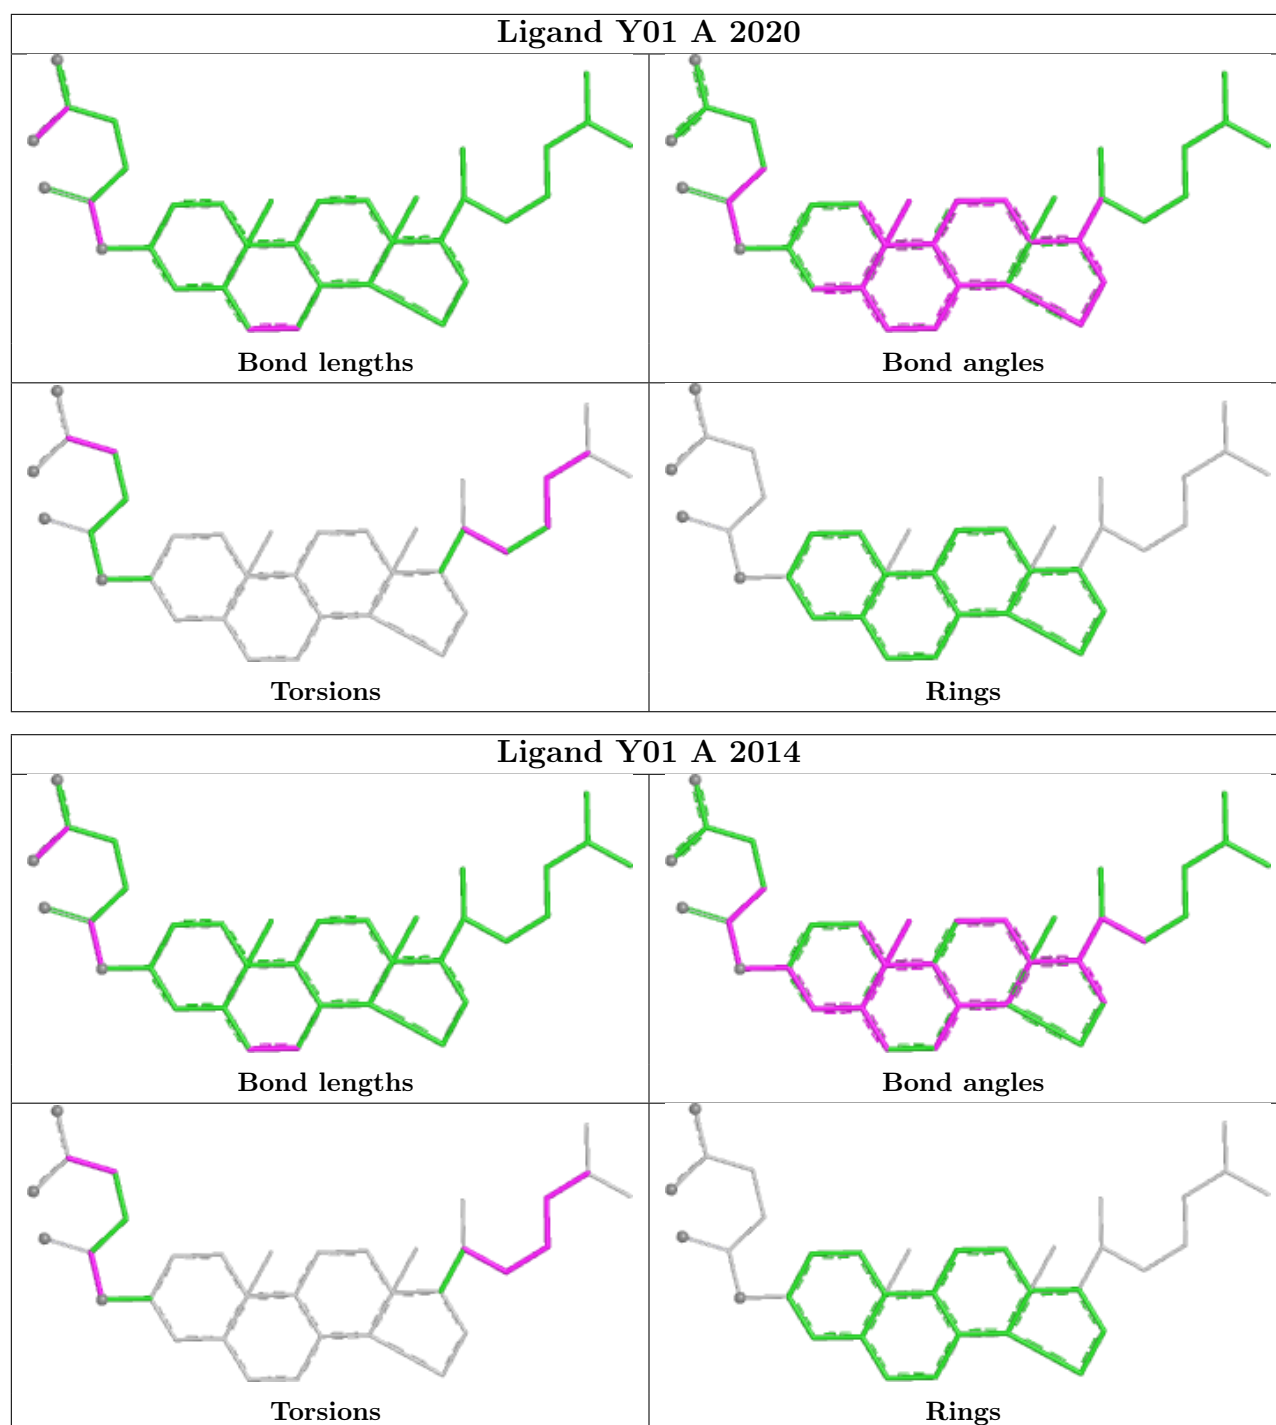 Ligand Y01 A 2020
Bond lengths
Bond angles
Torsions
Rings
Ligand Y01 A 2014
Bond lengths
Bond angles
Torsions
Rings